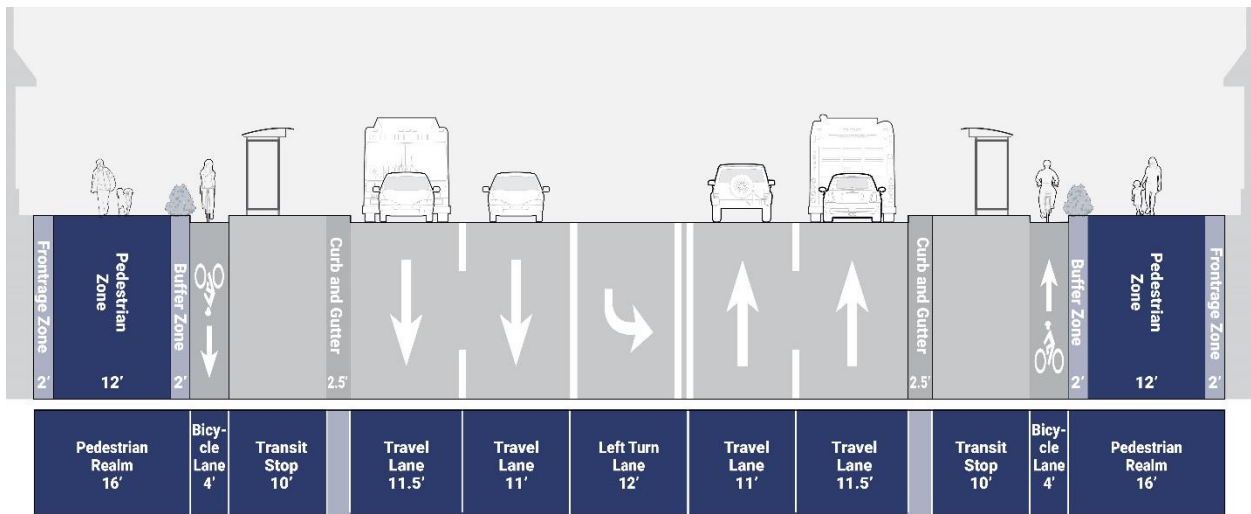 Frontrage Zone
2'
Pedestrian
Zone
12'
Buffer Zone
2'
Curb and Gutter
2.5'
Curb and Gutter
2.5'
Buffer Zone
2'
Pedestrian
Zone
12'
Frontrage Zone
2'
Pedestrian
Realm
16'
Bicy-
cle
Lane
4'
Transit
Stop
10'
Travel
Lane
11.5'
Travel
Lane
11'
Left Turn
Lane
12'
Travel
Lane
11'
Travel
Lane
11.5'
Transit
Stop
10'
Bicy-
cle
Lane
4'
Pedestrian
Realm
16'